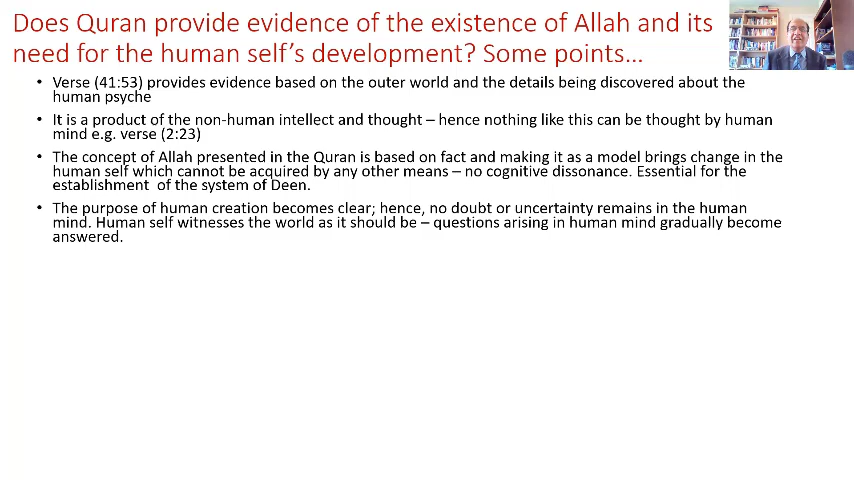 Does Quran provide evidence of the existence of Allah and its
need for the human self's development? Some points…
• Verse (41:53) provides evidence based on the outer world and the details being discovered about the
human psyche
• It is a product of the non-human intellect and thought – hence nothing like this can be thought by human
mind e.g. verse (2:23)
• The concept of Allah presented in the Quran is based on fact and making it as a model brings change in the
human self which cannot be acquired by any other means – no cognitive dissonance. Essential for the
establishment of the system of Deen.
• The purpose of human creation becomes clear; hence, no doubt or uncertainty remains in the human
mind. Human self witnesses the world as it should be – questions arising in human mind gradually become
answered.